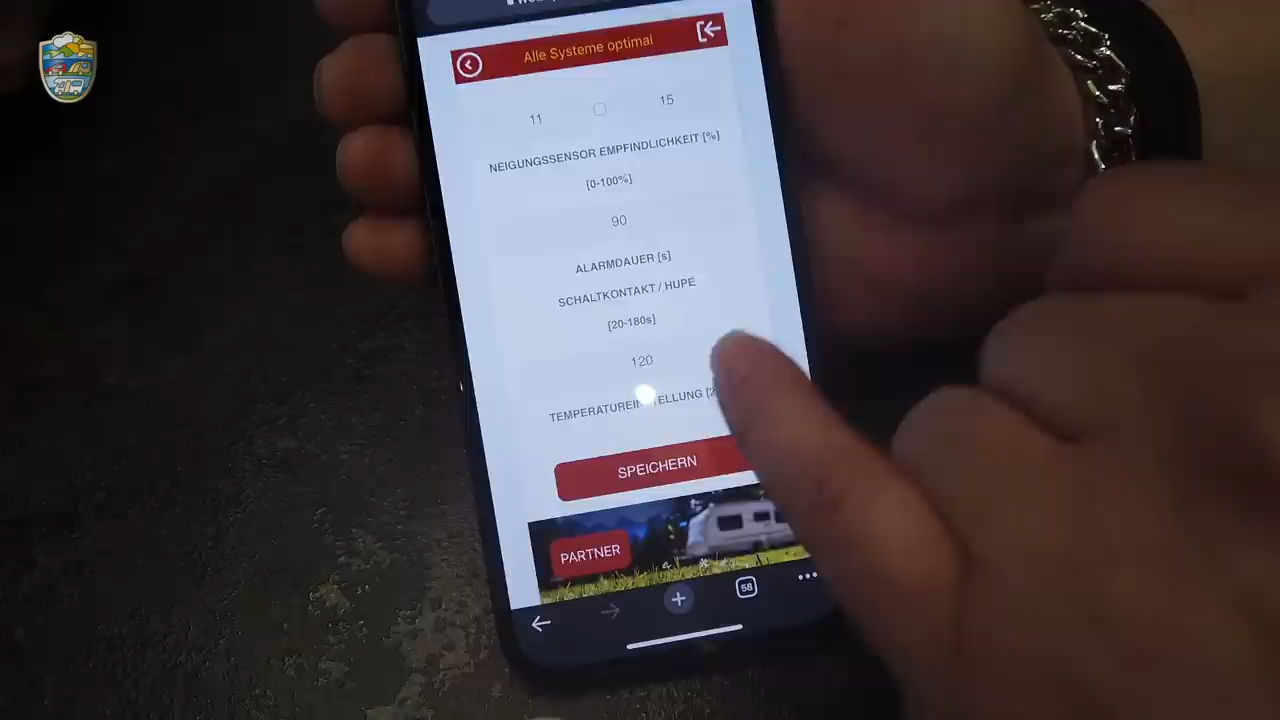 Alle Systeme optimal
11 15
NEIGUNGSSENSOR EMPFINDLICHKEIT [%]
[0-100%]
90
ALARMDAUER [s]
SCHALTKONTAKT / HUPE
[20-180s]
120
SPEICHERN
PARTNER
58